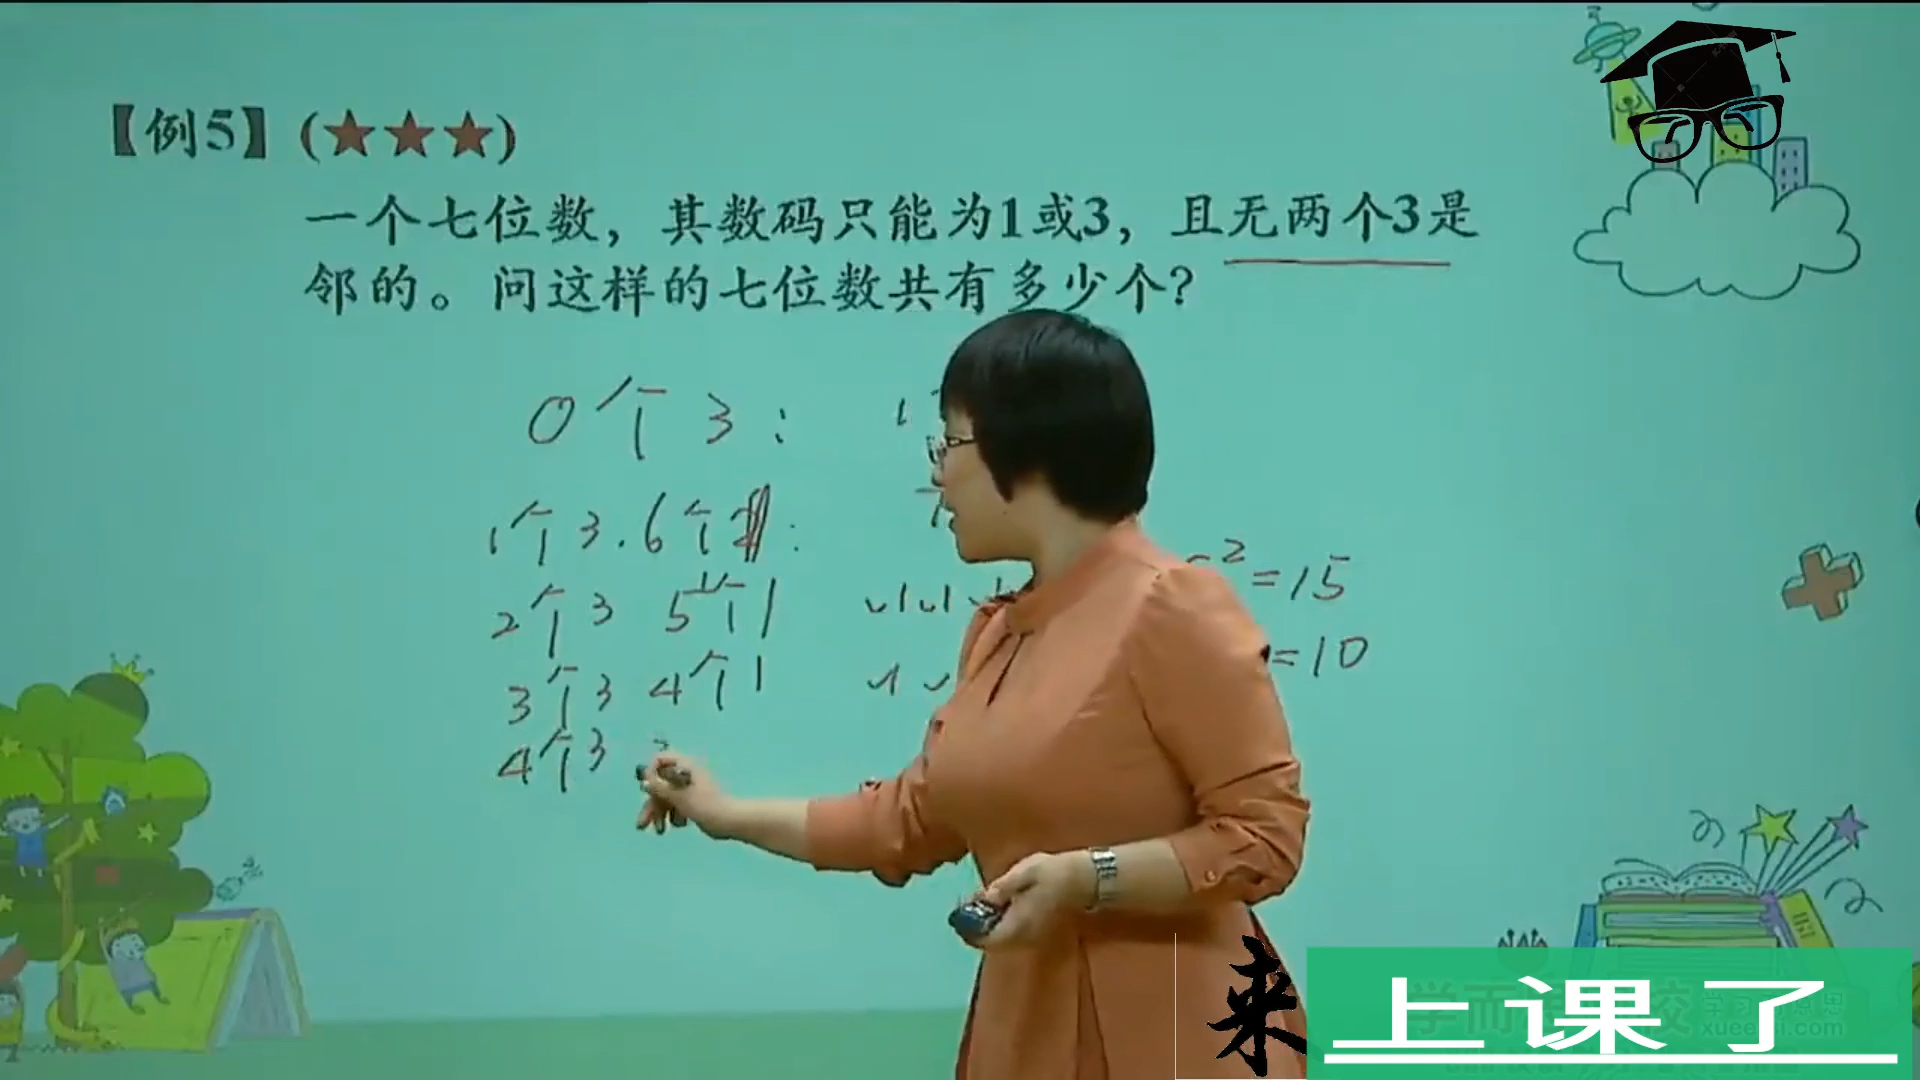 【例5】(★★★)
一个七位数，其数码只能为1或3，且无两个3是
邻的。问这样的七位数共有多少个？
0个3：
1个3.6个
2个3 5个1
=15
3个3 4个1
=10
4个3
来
上课了